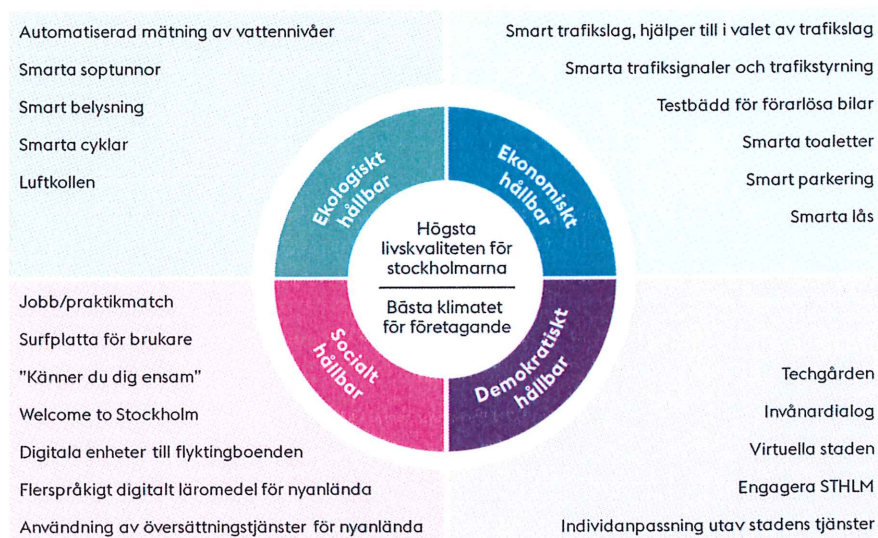 Automatiserad mätning av vattennivåer
Smarta soptunnor
Smart belysning
Smarta cyklar
Luftkollen
Smart trafikslag, hjälper till i valet av trafikslag
Smarta trafiksignaler och trafikstyrning
Testbädd för förarlösa bilar
Smarta toaletter
Smart parkering
Smarta lås
Ekologiskt
hållbar
Ekonomiskt
hållbar
Högsta
livskvaliteten för
stockholmarna
Bästa klimatet
för företagande
Socialt
hållbar
Demokratiskt
hållbar
Jobb/praktikmatch
Surfplatta för brukare
"Känner du dig ensam"
Welcome to Stockholm
Digitala enheter till flyktingboenden
Flerspråkigt digitalt läromedel för nyanlända
Användning av översättningstjänster för nyanlända
Techgården
Invånardialog
Virtuella staden
Engagera STHLM
Individanpassning utav stadens tjänster